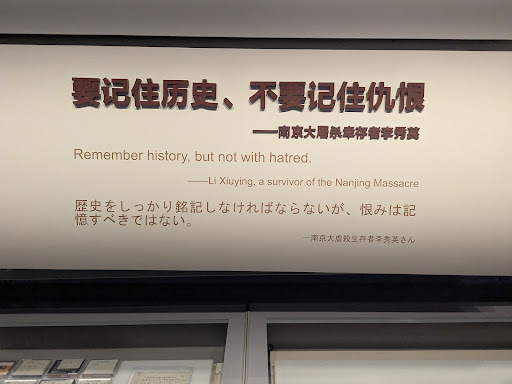 要记住历史、不要记住仇恨
——南京大屠杀幸存者李秀英
Remember history, but not with hatred.
——Li Xiuying, a survivor of the Nanjing Massacre
歴史をしっかり銘記しなければならないが、恨みは記
憶すべきではない。
—南京大虐殺生存者李秀英さん